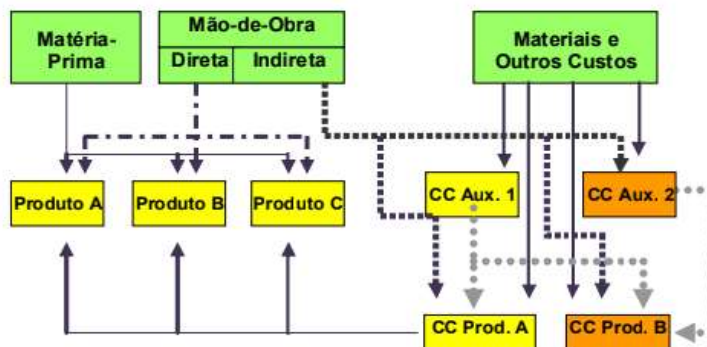 Matéria-
Prima
Mão-de-Obra
Direta
Indireta
Materiais e
Outros Custos
Produto A
Produto B
Produto C
CC Aux. 1
CC Aux. 2
CC Prod. A
CC Prod. B